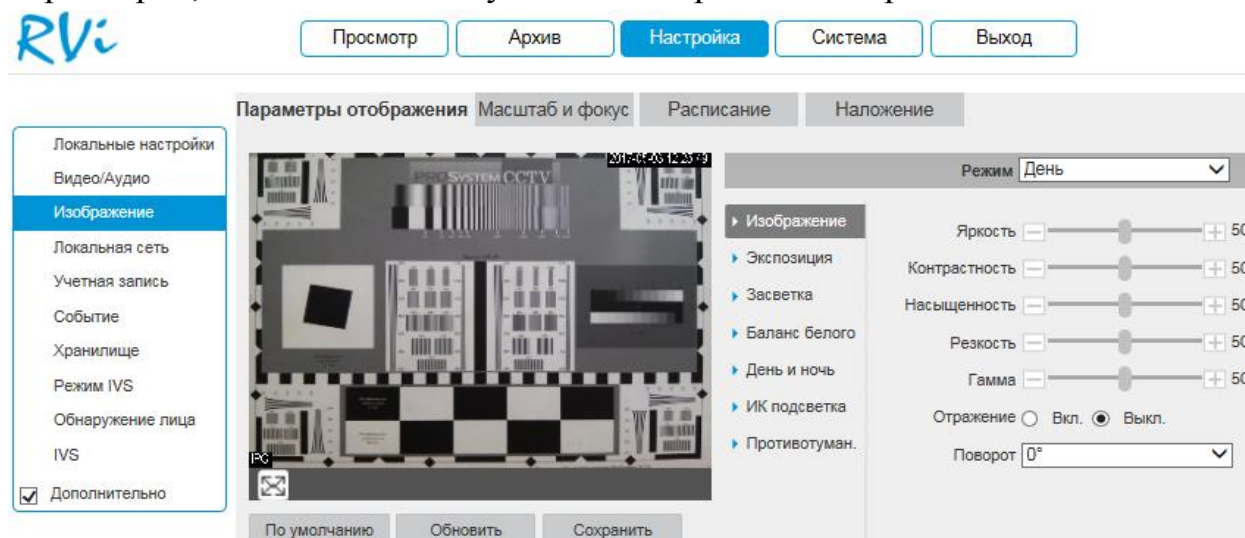 RVi
Просмотр Архив Настройка Система Выход
Параметры отображения Масштаб и фокус Расписание Наложение
Локальные настройки
Видео/Аудио
Изображение
Локальная сеть
Учетная запись
Событие
Хранилище
Режим IVS
Обнаружение лица
IVS
Дополнительно
PROSYSTEM CCTV
IPC
По умолчанию Обновить Сохранить
Режим День
Изображение
Экспозиция
Засветка
Баланс белого
День и ночь
ИК подсветка
Противотуман.
Яркость 50
Контрастность 50
Насыщенность 50
Резкость 50
Гамма 50
Отражение Вкл. Выкл.
Поворот 0°